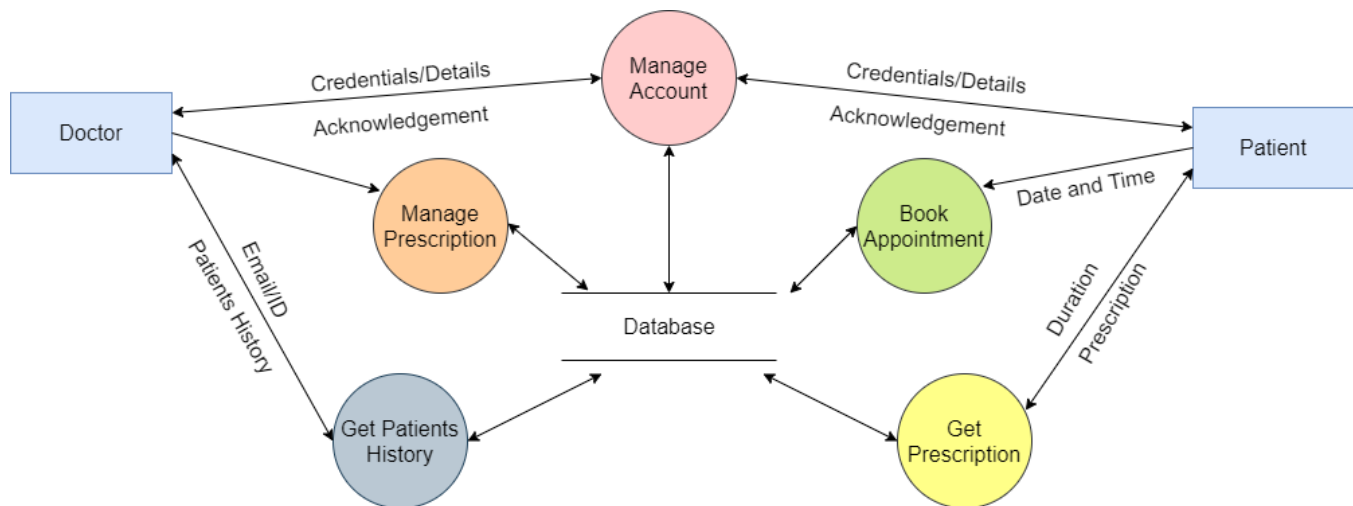 Manage
Account
Credentials/Details
Credentials/Details
Acknowledgement
Acknowledgement
Doctor
Patient
Date and Time
Manage
Prescription
Book
Appointment
Email/ID
Patients History
Duration
Prescription
Database
Get Patients
History
Get
Prescription